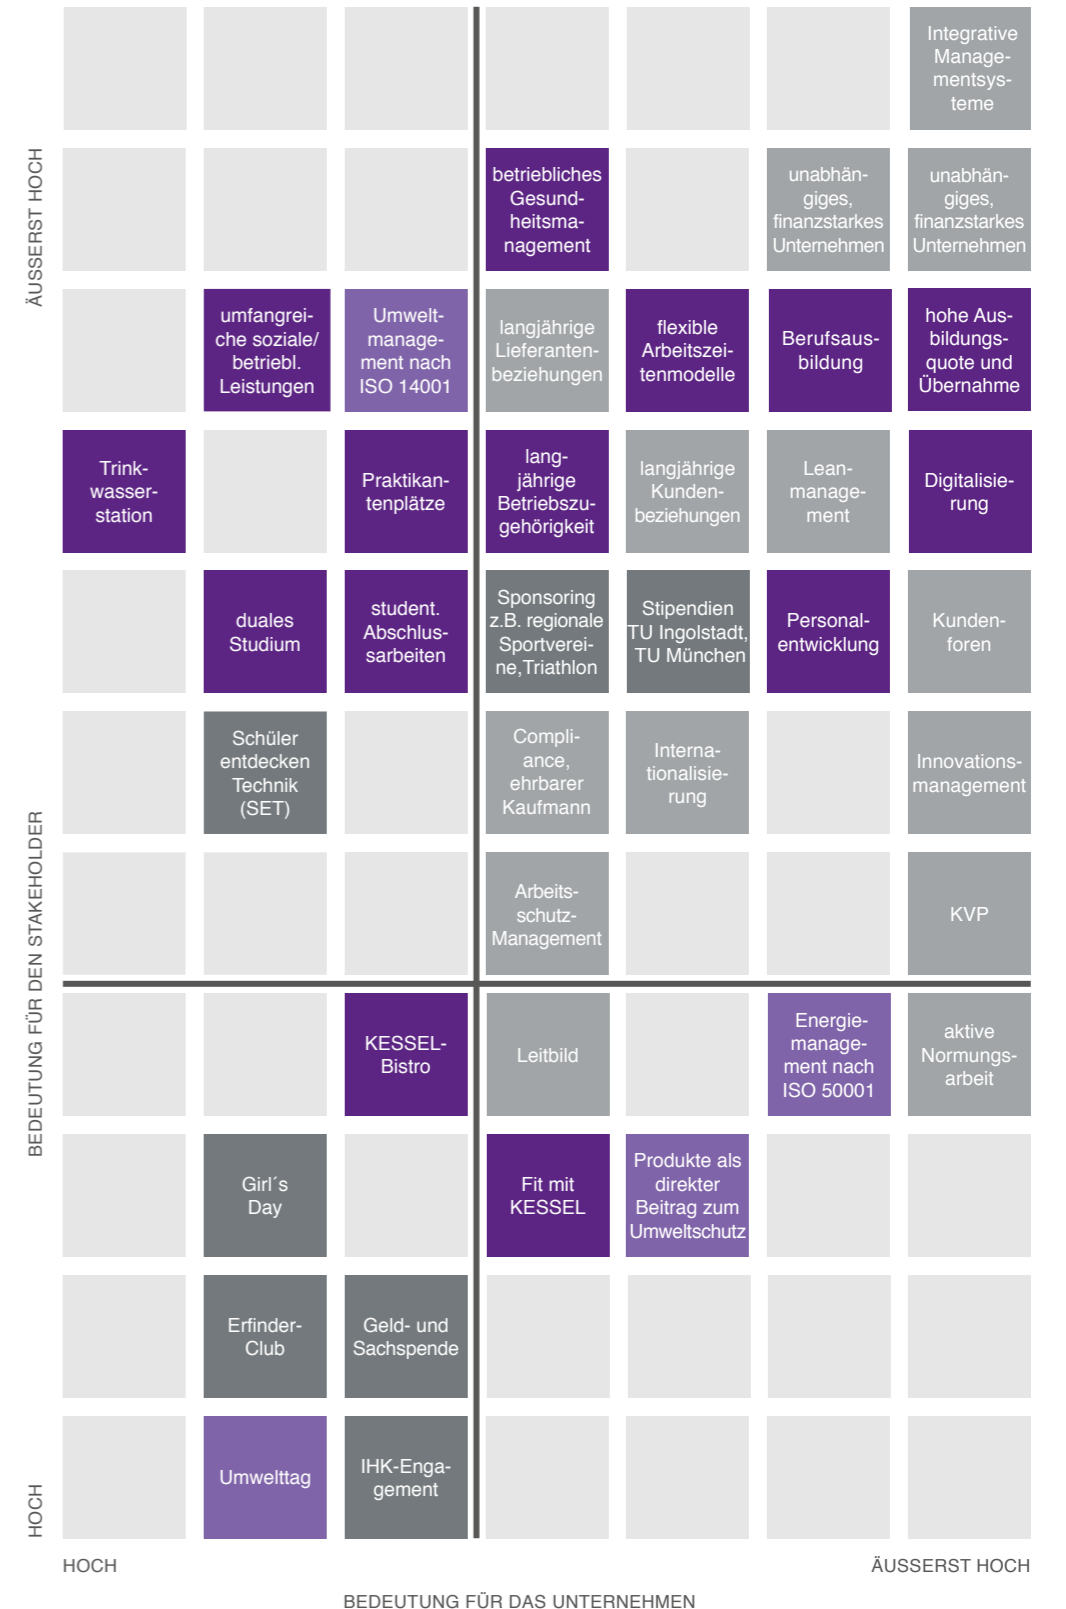 Integrative
Manage-
mentsys-
teme
ÄUSSERST HOCH
betriebliches
Gesund-
heitsma-
nagement
unabhän-
giges,
finanzstarkes
Unternehmen
unabhän-
giges,
finanzstarkes
Unternehmen
umfangrei-
che soziale/
betriebl.
Leistungen
Umwelt-
manage-
ment nach
ISO 14001
langjährige
Lieferanten-
beziehungen
flexible
Arbeitszei-
tenmodelle
Berufsaus-
bildung
hohe Aus-
bildungs-
quote und
Übernahme
Trink-
wasser-
station
Praktikan-
tenplätze
lang-
jährige
Betriebszu-
gehörigkeit
langjährige
Kunden-
beziehungen
Lean-
manage-
ment
Digitalisie-
rung
duales
Studium
student.
Abschlus-
sarbeiten
Sponsoring
z.B. regionale
Sportverei-
ne,Triathlon
Stipendien
TU Ingolstadt,
TU München
Personal-
entwicklung
Kunden-
foren
Schüler
entdecken
Technik
(SET)
Compli-
ance,
ehrbarer
Kaufmann
Interna-
tionalisie-
rung
Innovations-
management
BEDEUTUNG FÜR DEN STAKEHOLDER
Arbeits-
schutz-
Management
KVP
KESSEL-
Bistro
Leitbild
Energie-
manage-
ment nach
ISO 50001
aktive
Normungs-
arbeit
Girl´s
Day
Fit mit
KESSEL
Produkte als
direkter
Beitrag zum
Umweltschutz
Erfinder-
Club
Geld- und
Sachspende
Umwelttag
IHK-Enga-
gement
HOCH
HOCH
ÄUSSERST HOCH
BEDEUTUNG FÜR DAS UNTERNEHMEN